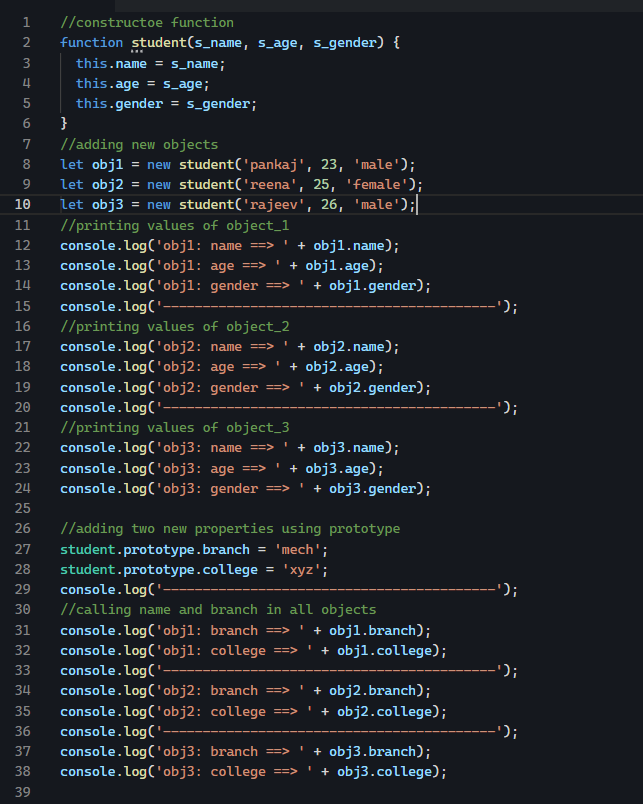 1 //constructoe function
2 function student(s_name, s_age, s_gender) {
3 this.name = s_name;
4 this.age = s_age;
5 this.gender = s_gender;
6 }
7 //adding new objects
8 let obj1 = new student('pankaj', 23, 'male');
9 let obj2 = new student('reena', 25, 'female');
10 let obj3 = new student('rajeev', 26, 'male');
11 //printing values of object_1
12 console.log('obj1: name ==> ' + obj1.name);
13 console.log('obj1: age ==> ' + obj1.age);
14 console.log('obj1: gender ==> ' + obj1.gender);
15 console.log('------------------------------------------');
16 //printing values of object_2
17 console.log('obj2: name ==> ' + obj2.name);
18 console.log('obj2: age ==> ' + obj2.age);
19 console.log('obj2: gender ==> ' + obj2.gender);
20 console.log('------------------------------------------');
21 //printing values of object_3
22 console.log('obj3: name ==> ' + obj3.name);
23 console.log('obj3: age ==> ' + obj3.age);
24 console.log('obj3: gender ==> ' + obj3.gender);
25
26 //adding two new properties using prototype
27 student.prototype.branch = 'mech';
28 student.prototype.college = 'xyz';
29 console.log('------------------------------------------');
30 //calling name and branch in all objects
31 console.log('obj1: branch ==> ' + obj1.branch);
32 console.log('obj1: college ==> ' + obj1.college);
33 console.log('------------------------------------------');
34 console.log('obj2: branch ==> ' + obj2.branch);
35 console.log('obj2: college ==> ' + obj2.college);
36 console.log('------------------------------------------');
37 console.log('obj3: branch ==> ' + obj3.branch);
38 console.log('obj3: college ==> ' + obj3.college);
39